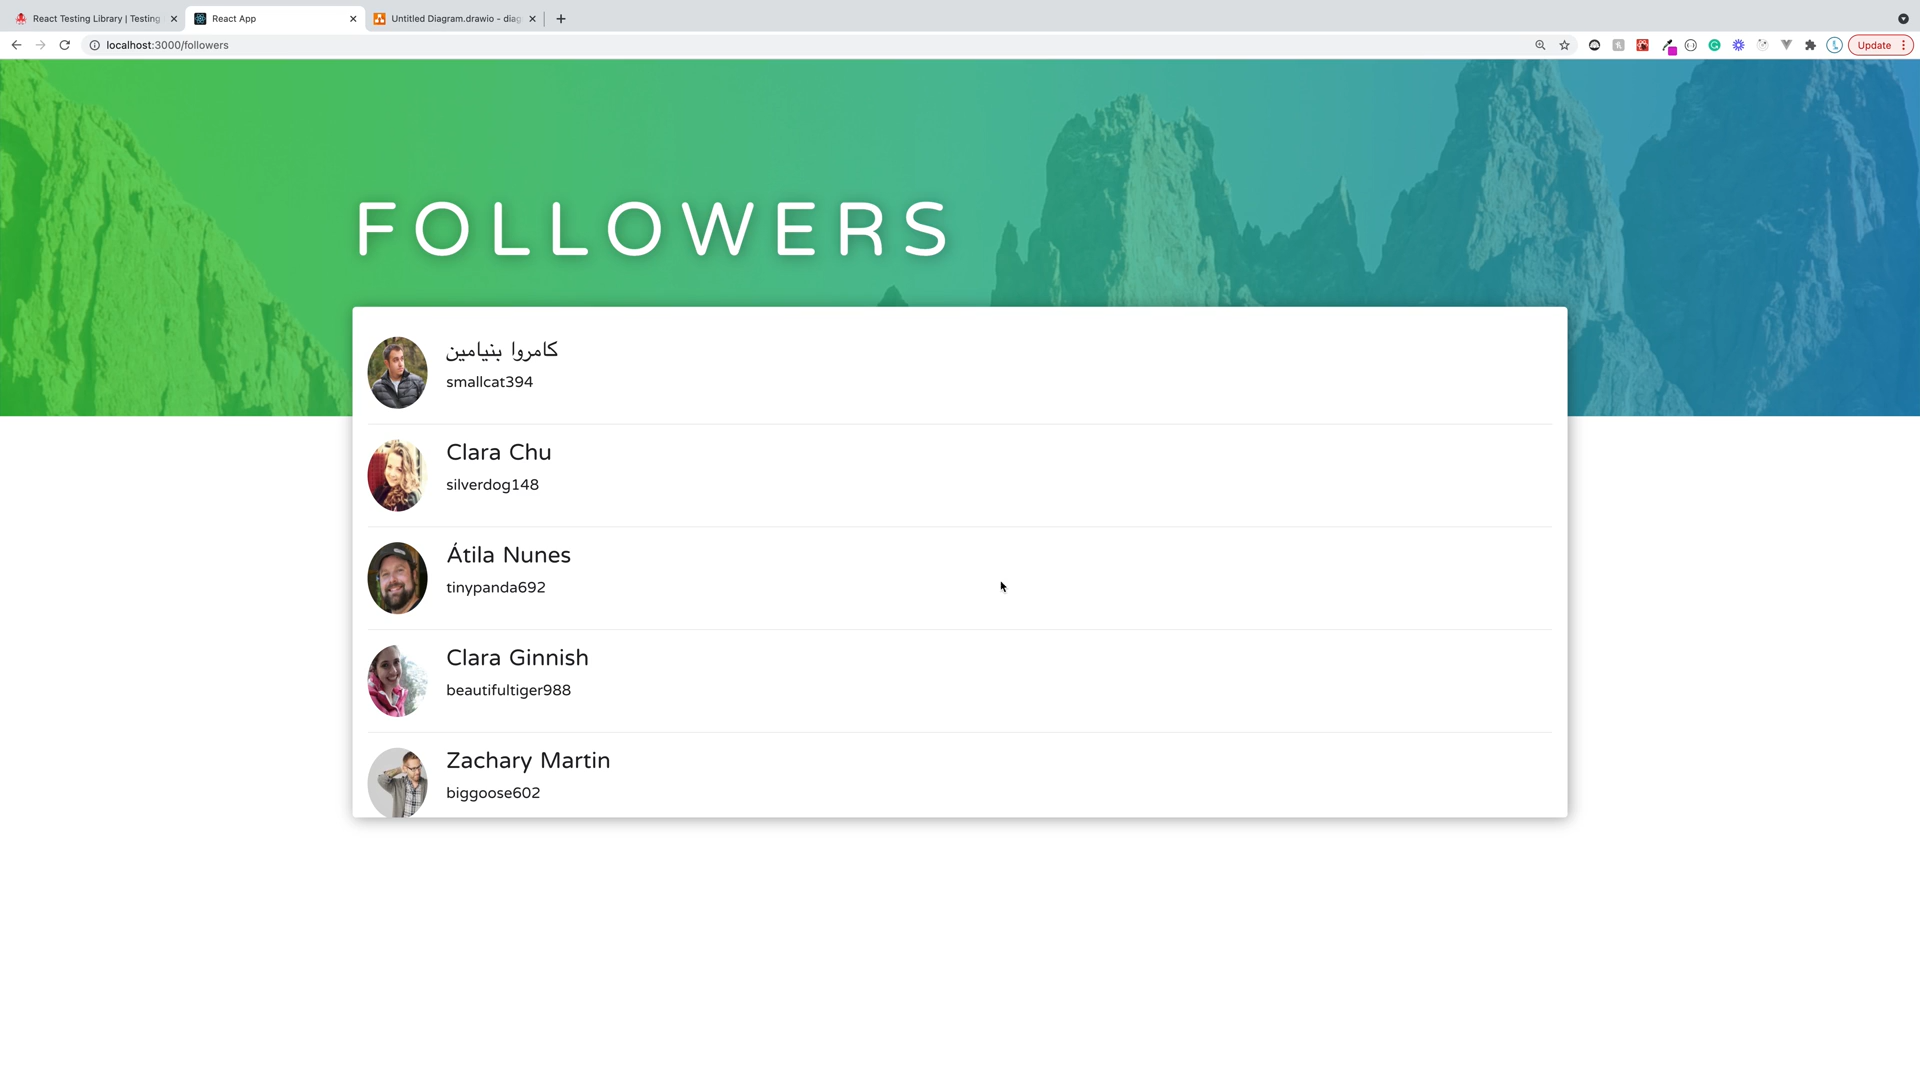 React Testing Library | Testing
React App
Untitled Diagram.drawio - diag
localhost:3000/followers
Update
FOLLOWERS
کامروا بنیامین
smallcat394
Clara Chu
silverdog148
Átila Nunes
tinypanda692
Clara Ginnish
beautifultiger988
Zachary Martin
biggoose602